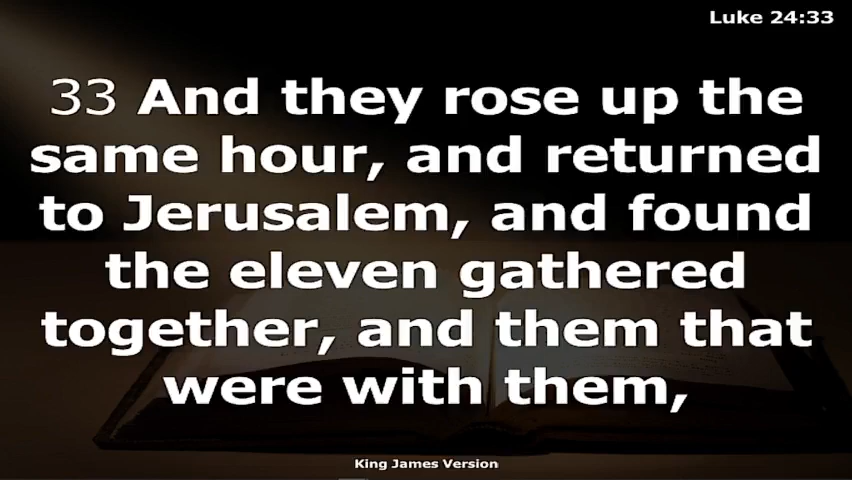 Luke 24:33
33 And they rose up the
same hour, and returned
to Jerusalem, and found
the eleven gathered
together, and them that
were with them,
King James Version